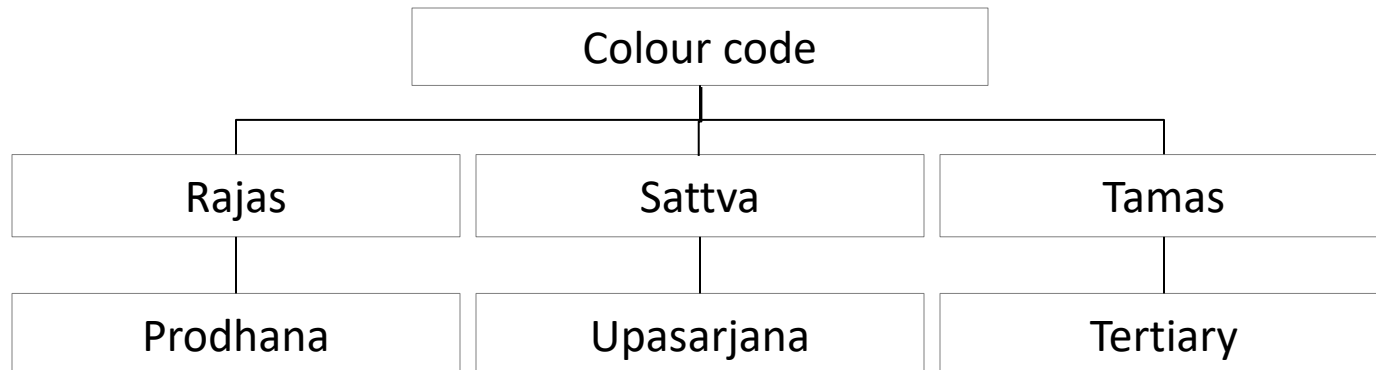 Colour code
Rajas
Sattva
Tamas
Prodhana
Upasarjana
Tertiary